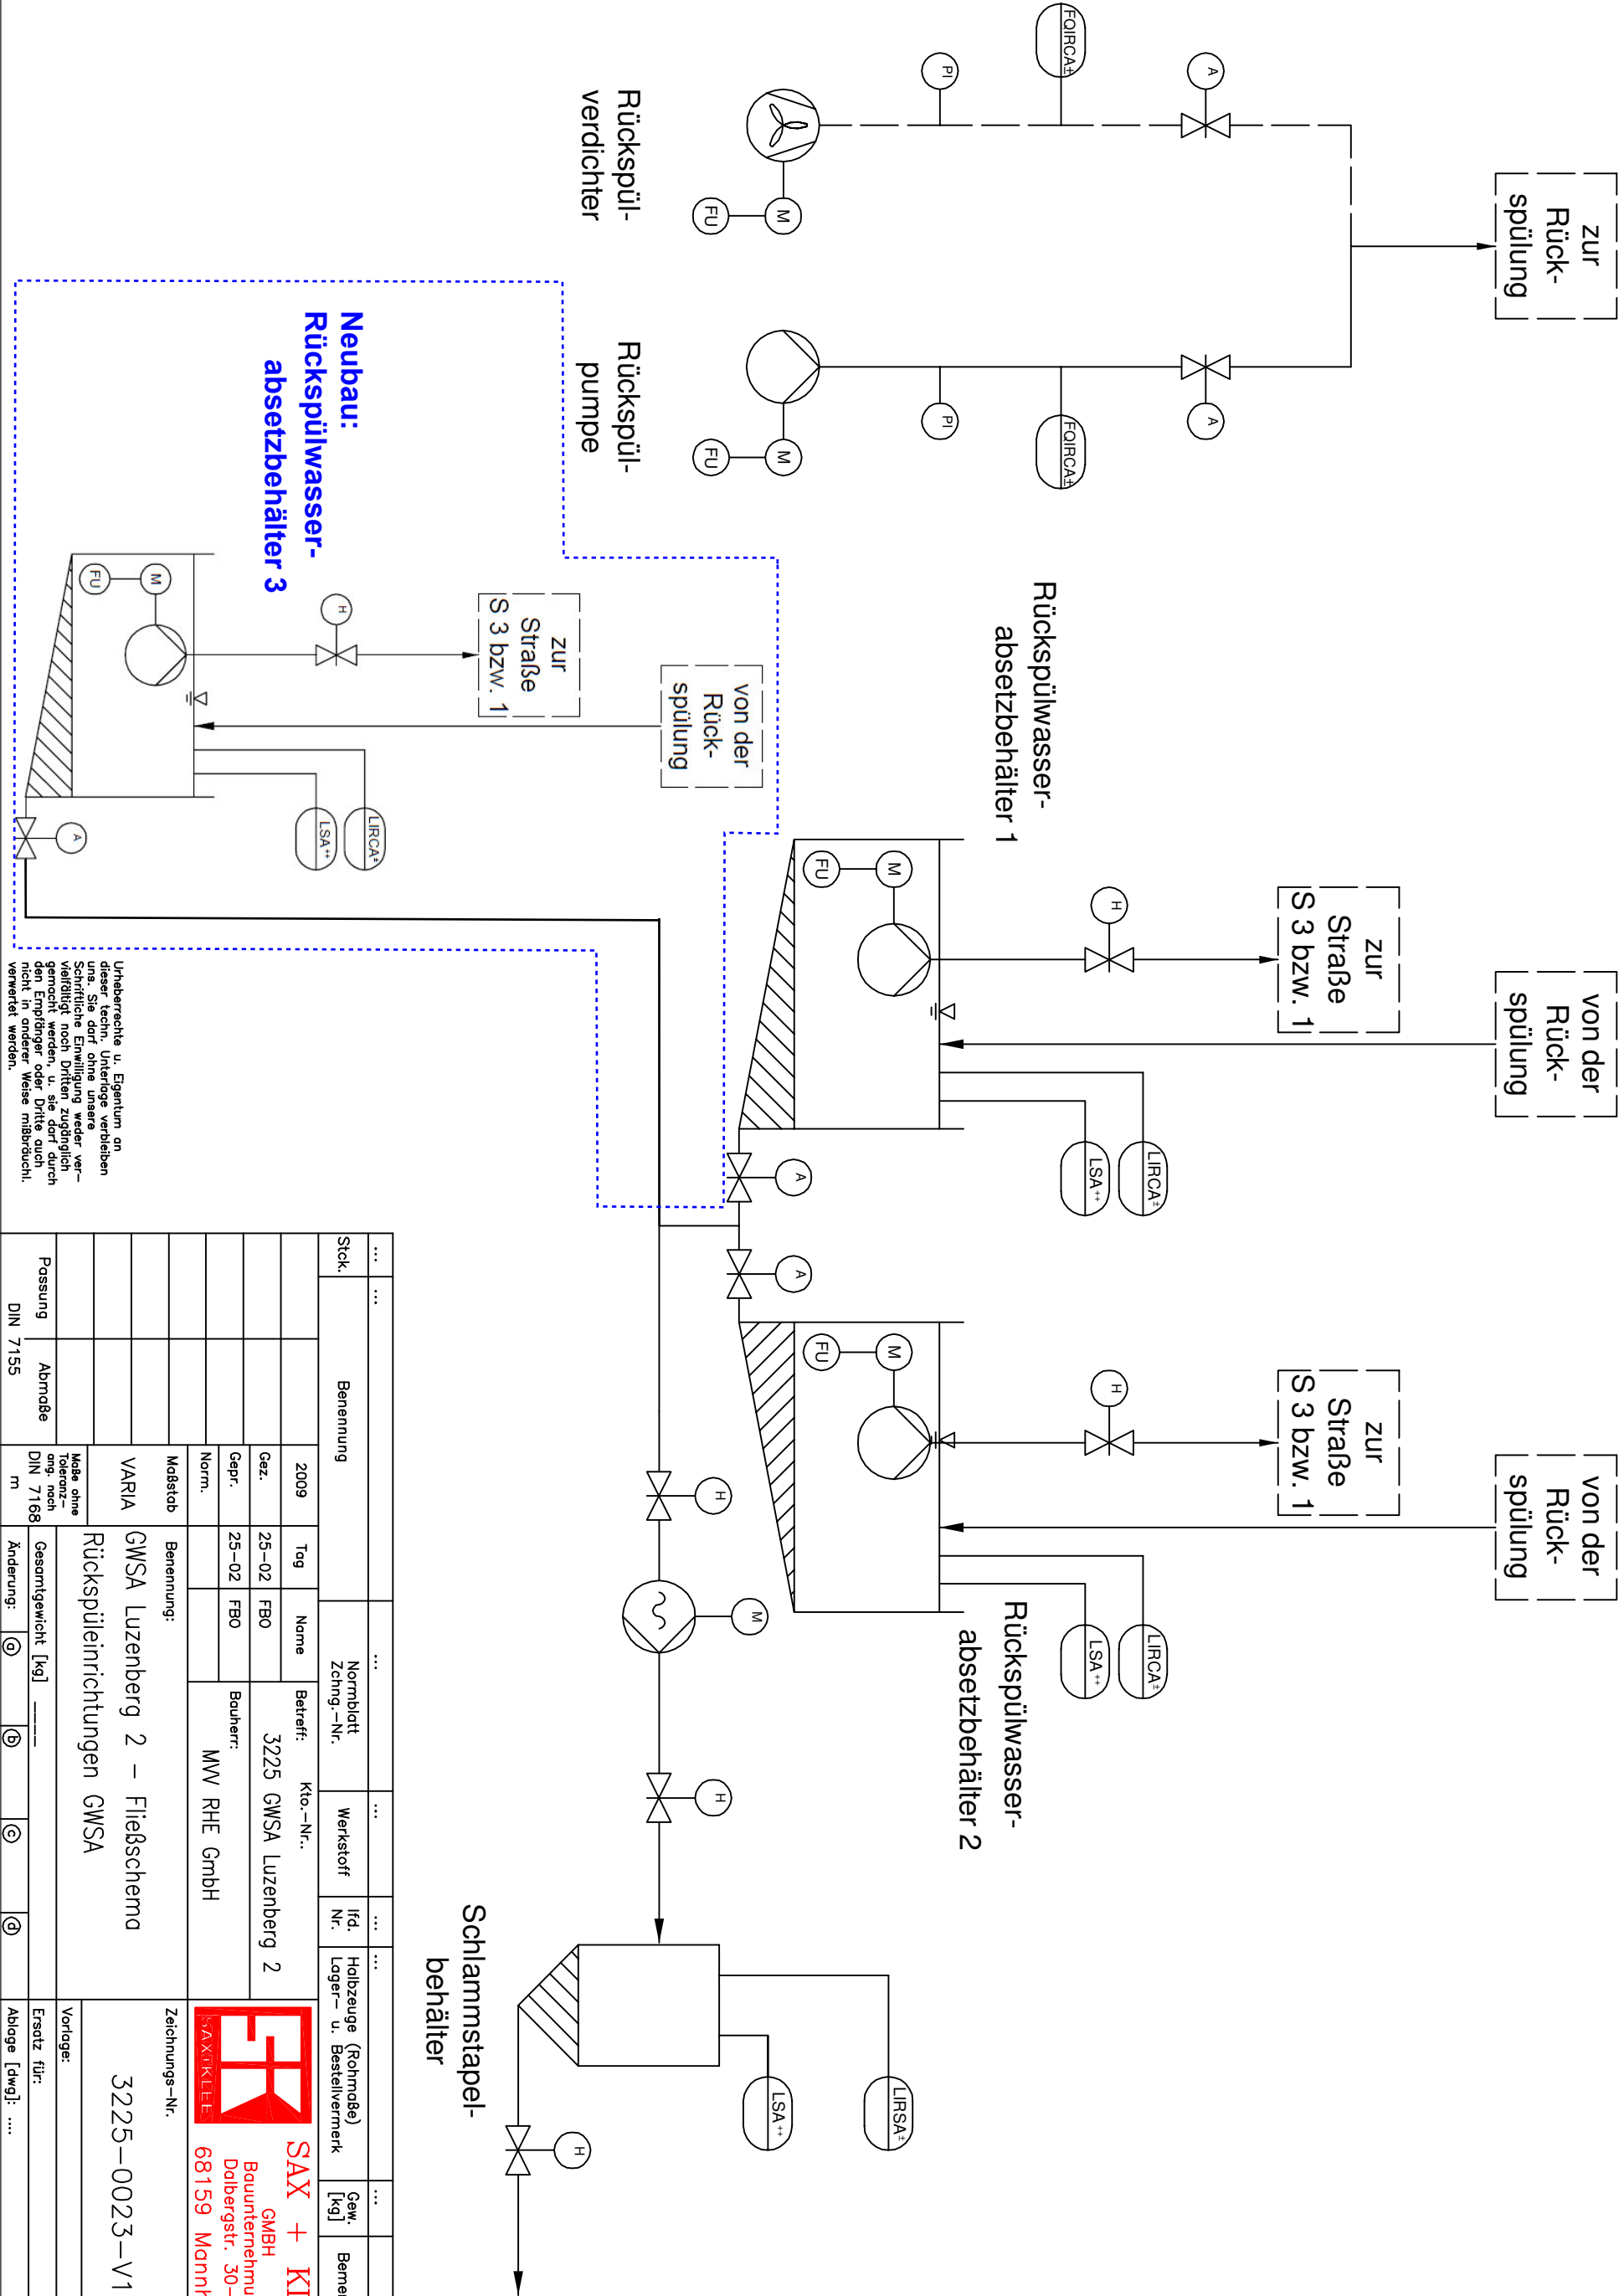 zur
Rück-
spülung
von der
Rück-
spülung
von der
Rück-
spülung
A
A
FQIRCA±
FQIRCA±
PI
PI
M
FU
M
FU
Rückspül-
verdichter
Rückspül-
pumpe
zur
Straße
S 3 bzw. 1
zur
Straße
S 3 bzw. 1
H
H
LIRCA±
LSA++
LIRCA±
LSA++
Rückspülwasser-
absetzbehälter 1
Rückspülwasser-
absetzbehälter 2
M
FU
M
FU
A
A
von der
Rück-
spülung
zur
Straße
S 3 bzw. 1
Neubau:
Rückspülwasser-
absetzbehälter 3
H
M
FU
LIRCA±
LSA++
A
H
M
H
LIRSA±
LSA++
H
Schlammstapel-
behälter
Urheberrechte u. Eigentum an
dieser techn. Unterlage verbleiben
uns. Sie darf ohne unsere
Schriftliche Einwilligung weder ver-
vielfältigt noch Dritten zugänglich
gemacht werden, u. sie darf durch
den Empfänger oder Dritte auch
nicht in anderer Weise mißbräuchl.
verwertet werden.
... ... ... ... ... ... ...
Stck.
Benennung
Normblatt
Zchng.-Nr.
Werkstoff
lfd.
Nr.
Halbzeuge (Rohmaße)
Lager- u. Bestellvermerk
Gew.
[kg]
2009 Tag Name
Gez. 25-02 FBO
Gepr. 25-02 FBO
Norm.
Betreff: Kto.-Nr..
3225 GWSA Luzenberg 2
Bauherr:
MVV RHE GmbH
Maßstab
VARIA
Benennung:
GWSA Luzenberg 2 - Fließschema
Rückspüleinrichtungen GWSA
Passung Abmaße
DIN 7155
Maße ohne
Toleranz-
ang. nach
DIN 7168
m
Gesamtgewicht [kg] ----
Änderung: a b c d
SAX+KLEE
SAX +
GMBH
Dalbergstr. 30-
68159
Zeichnungs-Nr.
3225-0023-V1
Vorlage:
Ersatz für:
Ablage [dwg]: ....